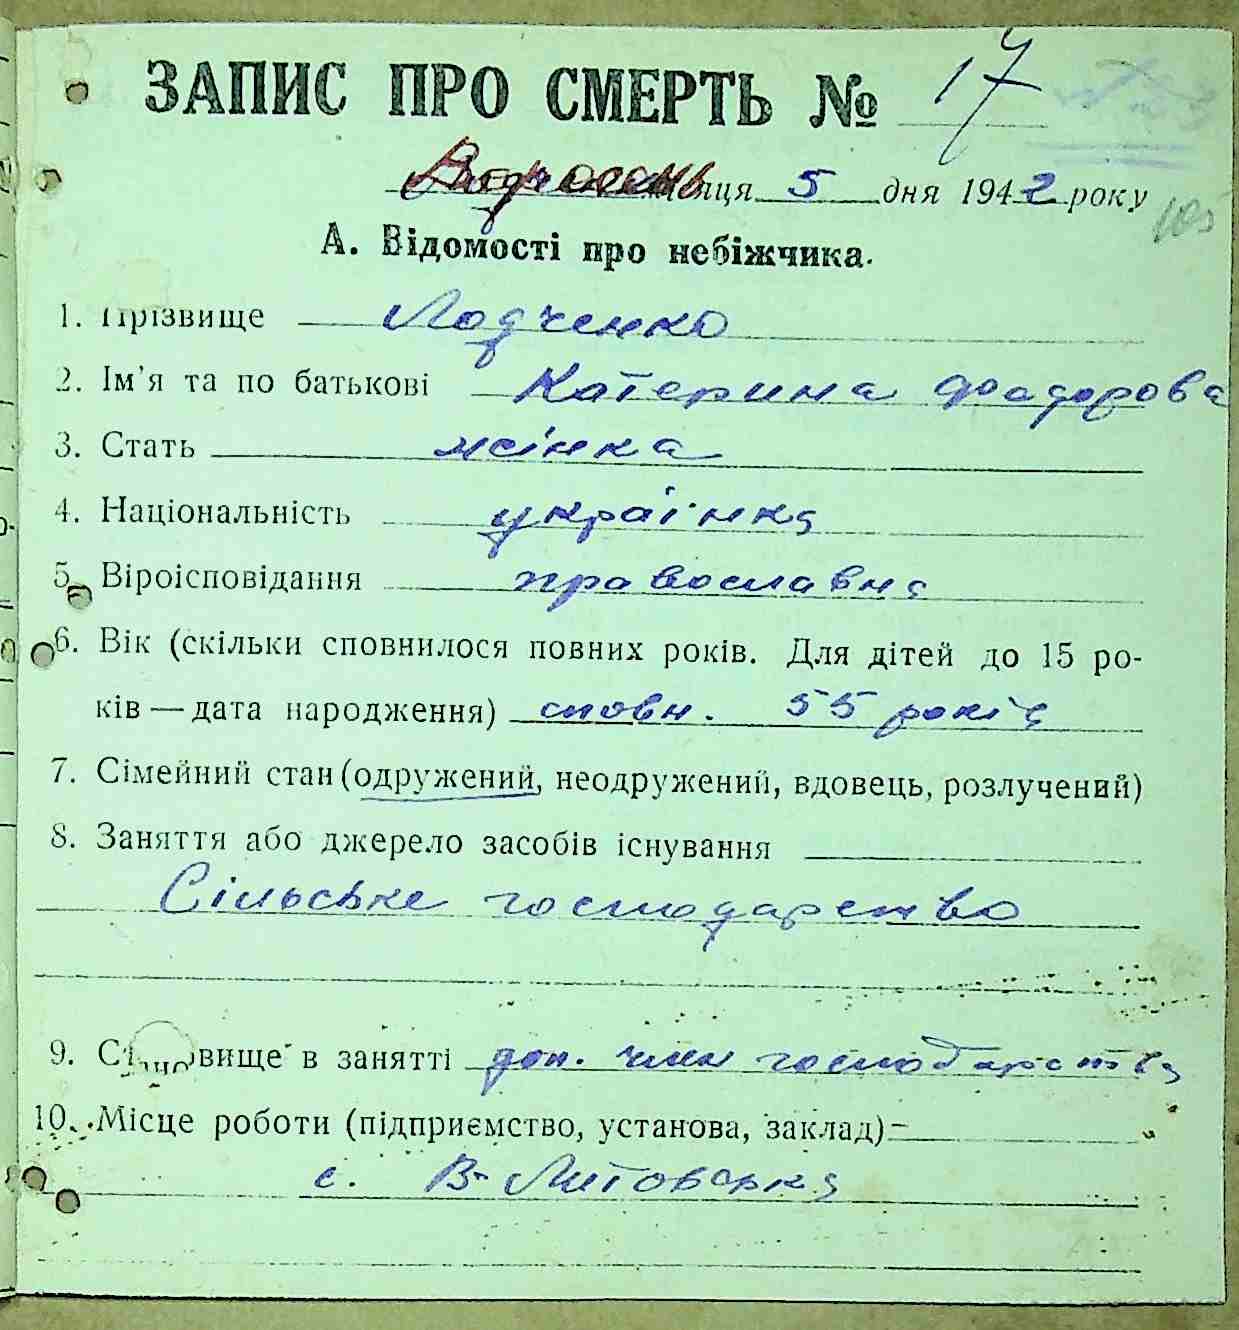 ЗАПИС ПРО СМЕРТЬ № 17
місяця 5 дня 1942 року
105
А. Відомості про небіжчика.
1. Прізвище Лодченко
2. Ім'я та по батькові Катерина Федорова
3. Стать жінка
4. Національність українка
5. Віроісповідання православна
6. Вік (скільки сповнилося повних років. Для дітей до 15 ро-
ків — дата народження) сповн. 55 років
7. Сімейний стан (одружений, неодружений, вдовець, розлучений)
8. Заняття або джерело засобів існування
Сільське господарство
9. Становище в занятті доп. член господарства
10. Місце роботи (підприємство, установа, заклад) -
с. В-